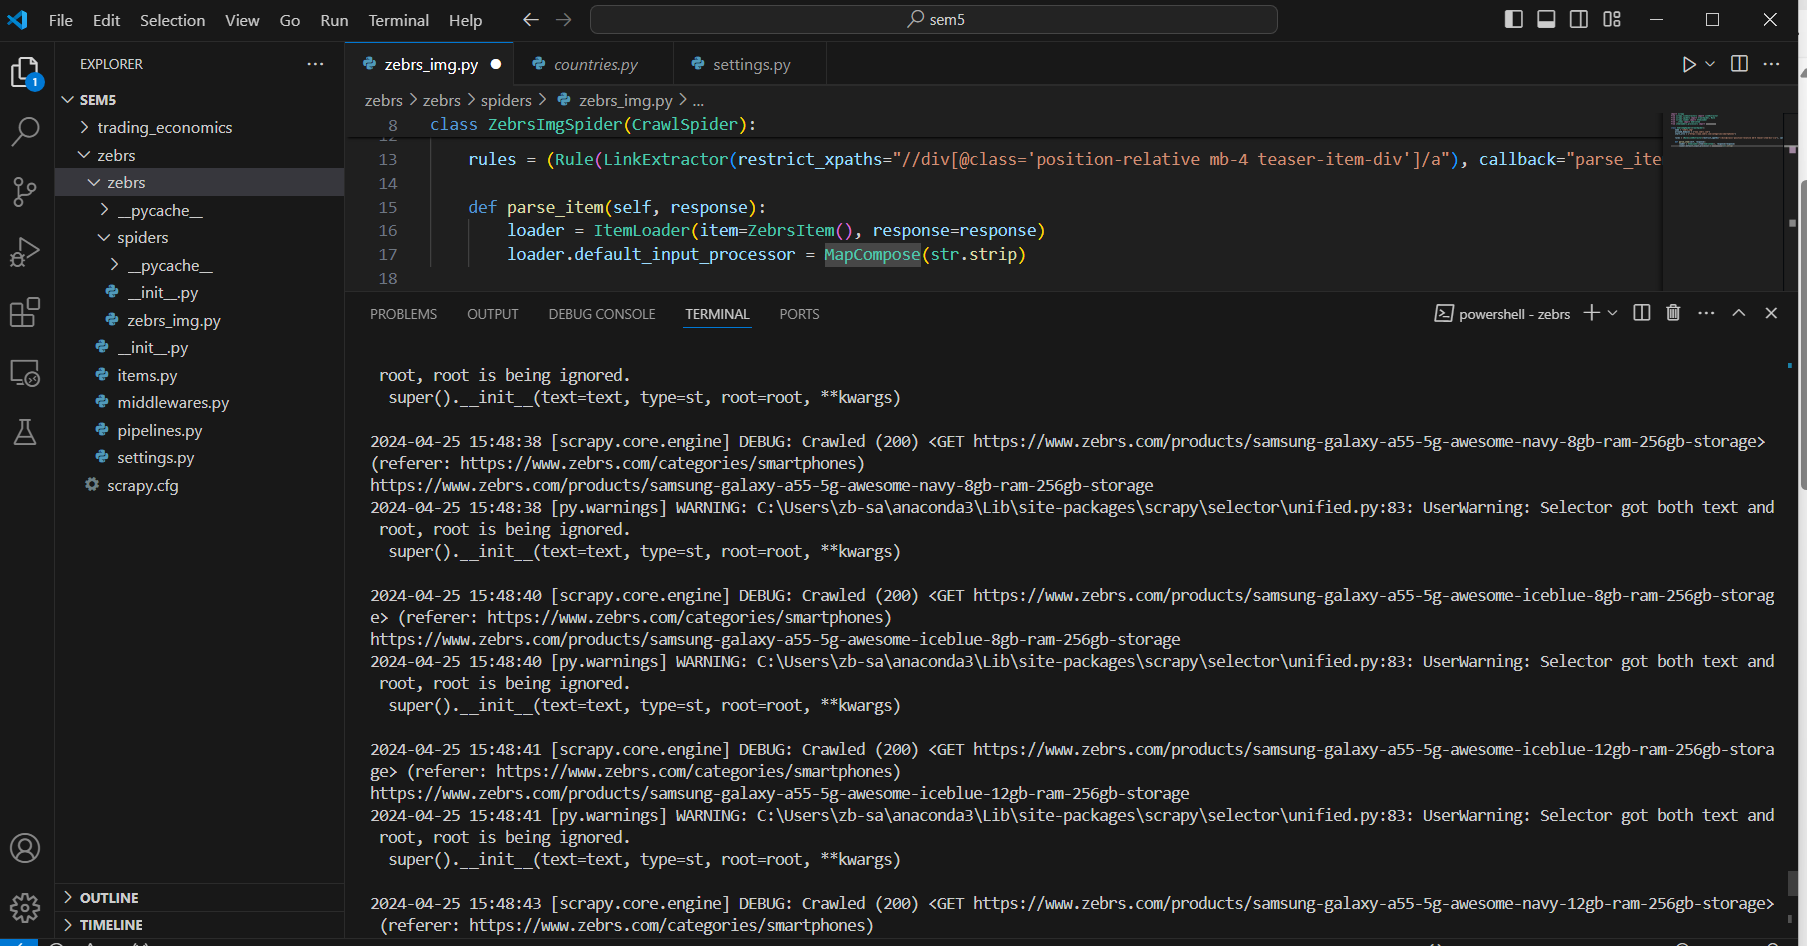 File Edit Selection View Go Run Terminal Help
sem5
EXPLORER
1
SEM5
trading_economics
zebrs
zebrs
__pycache__
spiders
__pycache__
__init__.py
zebrs_img.py
__init__.py
items.py
middlewares.py
pipelines.py
settings.py
scrapy.cfg
OUTLINE
TIMELINE
zebrs_img.py
countries.py
settings.py
zebrs > zebrs > spiders > zebrs_img.py > ...
8 class ZebrsImgSpider(CrawlSpider):
12
13 rules = (Rule(LinkExtractor(restrict_xpaths="//div[@class='position-relative mb-4 teaser-item-div']/a"), callback="parse_ite
14
15 def parse_item(self, response):
16 loader = ItemLoader(item=ZebrsItem(), response=response)
17 loader.default_input_processor = MapCompose(str.strip)
18
PROBLEMS OUTPUT DEBUG CONSOLE TERMINAL PORTS
powershell - zebrs
root, root is being ignored.
super().__init__(text=text, type=st, root=root, **kwargs)
2024-04-25 15:48:38 [scrapy.core.engine] DEBUG: Crawled (200) <GET https://www.zebrs.com/products/samsung-galaxy-a55-5g-awesome-navy-8gb-ram-256gb-storage>
(referer: https://www.zebrs.com/categories/smartphones)
https://www.zebrs.com/products/samsung-galaxy-a55-5g-awesome-navy-8gb-ram-256gb-storage
2024-04-25 15:48:38 [py.warnings] WARNING: C:\Users\zb-sa\anaconda3\Lib\site-packages\scrapy\selector\unified.py:83: UserWarning: Selector got both text and
root, root is being ignored.
super().__init__(text=text, type=st, root=root, **kwargs)
2024-04-25 15:48:40 [scrapy.core.engine] DEBUG: Crawled (200) <GET https://www.zebrs.com/products/samsung-galaxy-a55-5g-awesome-iceblue-8gb-ram-256gb-storag
e> (referer: https://www.zebrs.com/categories/smartphones)
https://www.zebrs.com/products/samsung-galaxy-a55-5g-awesome-iceblue-8gb-ram-256gb-storage
2024-04-25 15:48:40 [py.warnings] WARNING: C:\Users\zb-sa\anaconda3\Lib\site-packages\scrapy\selector\unified.py:83: UserWarning: Selector got both text and
root, root is being ignored.
super().__init__(text=text, type=st, root=root, **kwargs)
2024-04-25 15:48:41 [scrapy.core.engine] DEBUG: Crawled (200) <GET https://www.zebrs.com/products/samsung-galaxy-a55-5g-awesome-iceblue-12gb-ram-256gb-stora
ge> (referer: https://www.zebrs.com/categories/smartphones)
https://www.zebrs.com/products/samsung-galaxy-a55-5g-awesome-iceblue-12gb-ram-256gb-storage
2024-04-25 15:48:41 [py.warnings] WARNING: C:\Users\zb-sa\anaconda3\Lib\site-packages\scrapy\selector\unified.py:83: UserWarning: Selector got both text and
root, root is being ignored.
super().__init__(text=text, type=st, root=root, **kwargs)
2024-04-25 15:48:43 [scrapy.core.engine] DEBUG: Crawled (200) <GET https://www.zebrs.com/products/samsung-galaxy-a55-5g-awesome-navy-12gb-ram-256gb-storage>
(referer: https://www.zebrs.com/categories/smartphones)